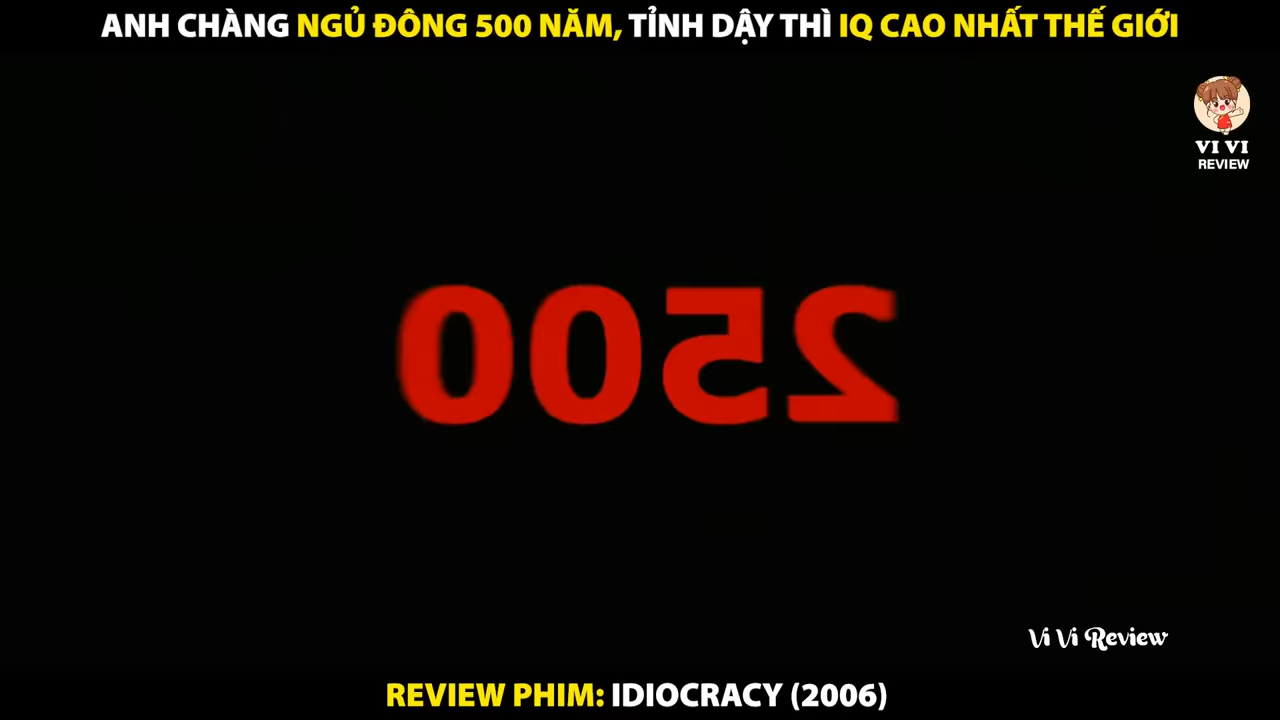 ANH CHÀNG NGỦ ĐÔNG 500 NĂM, TỈNH DẬY THÌ IQ CAO NHẤT THẾ GIỚI
VI VI
REVIEW
2500
Vi Vi Review
REVIEW PHIM: IDIOCRACY (2006)